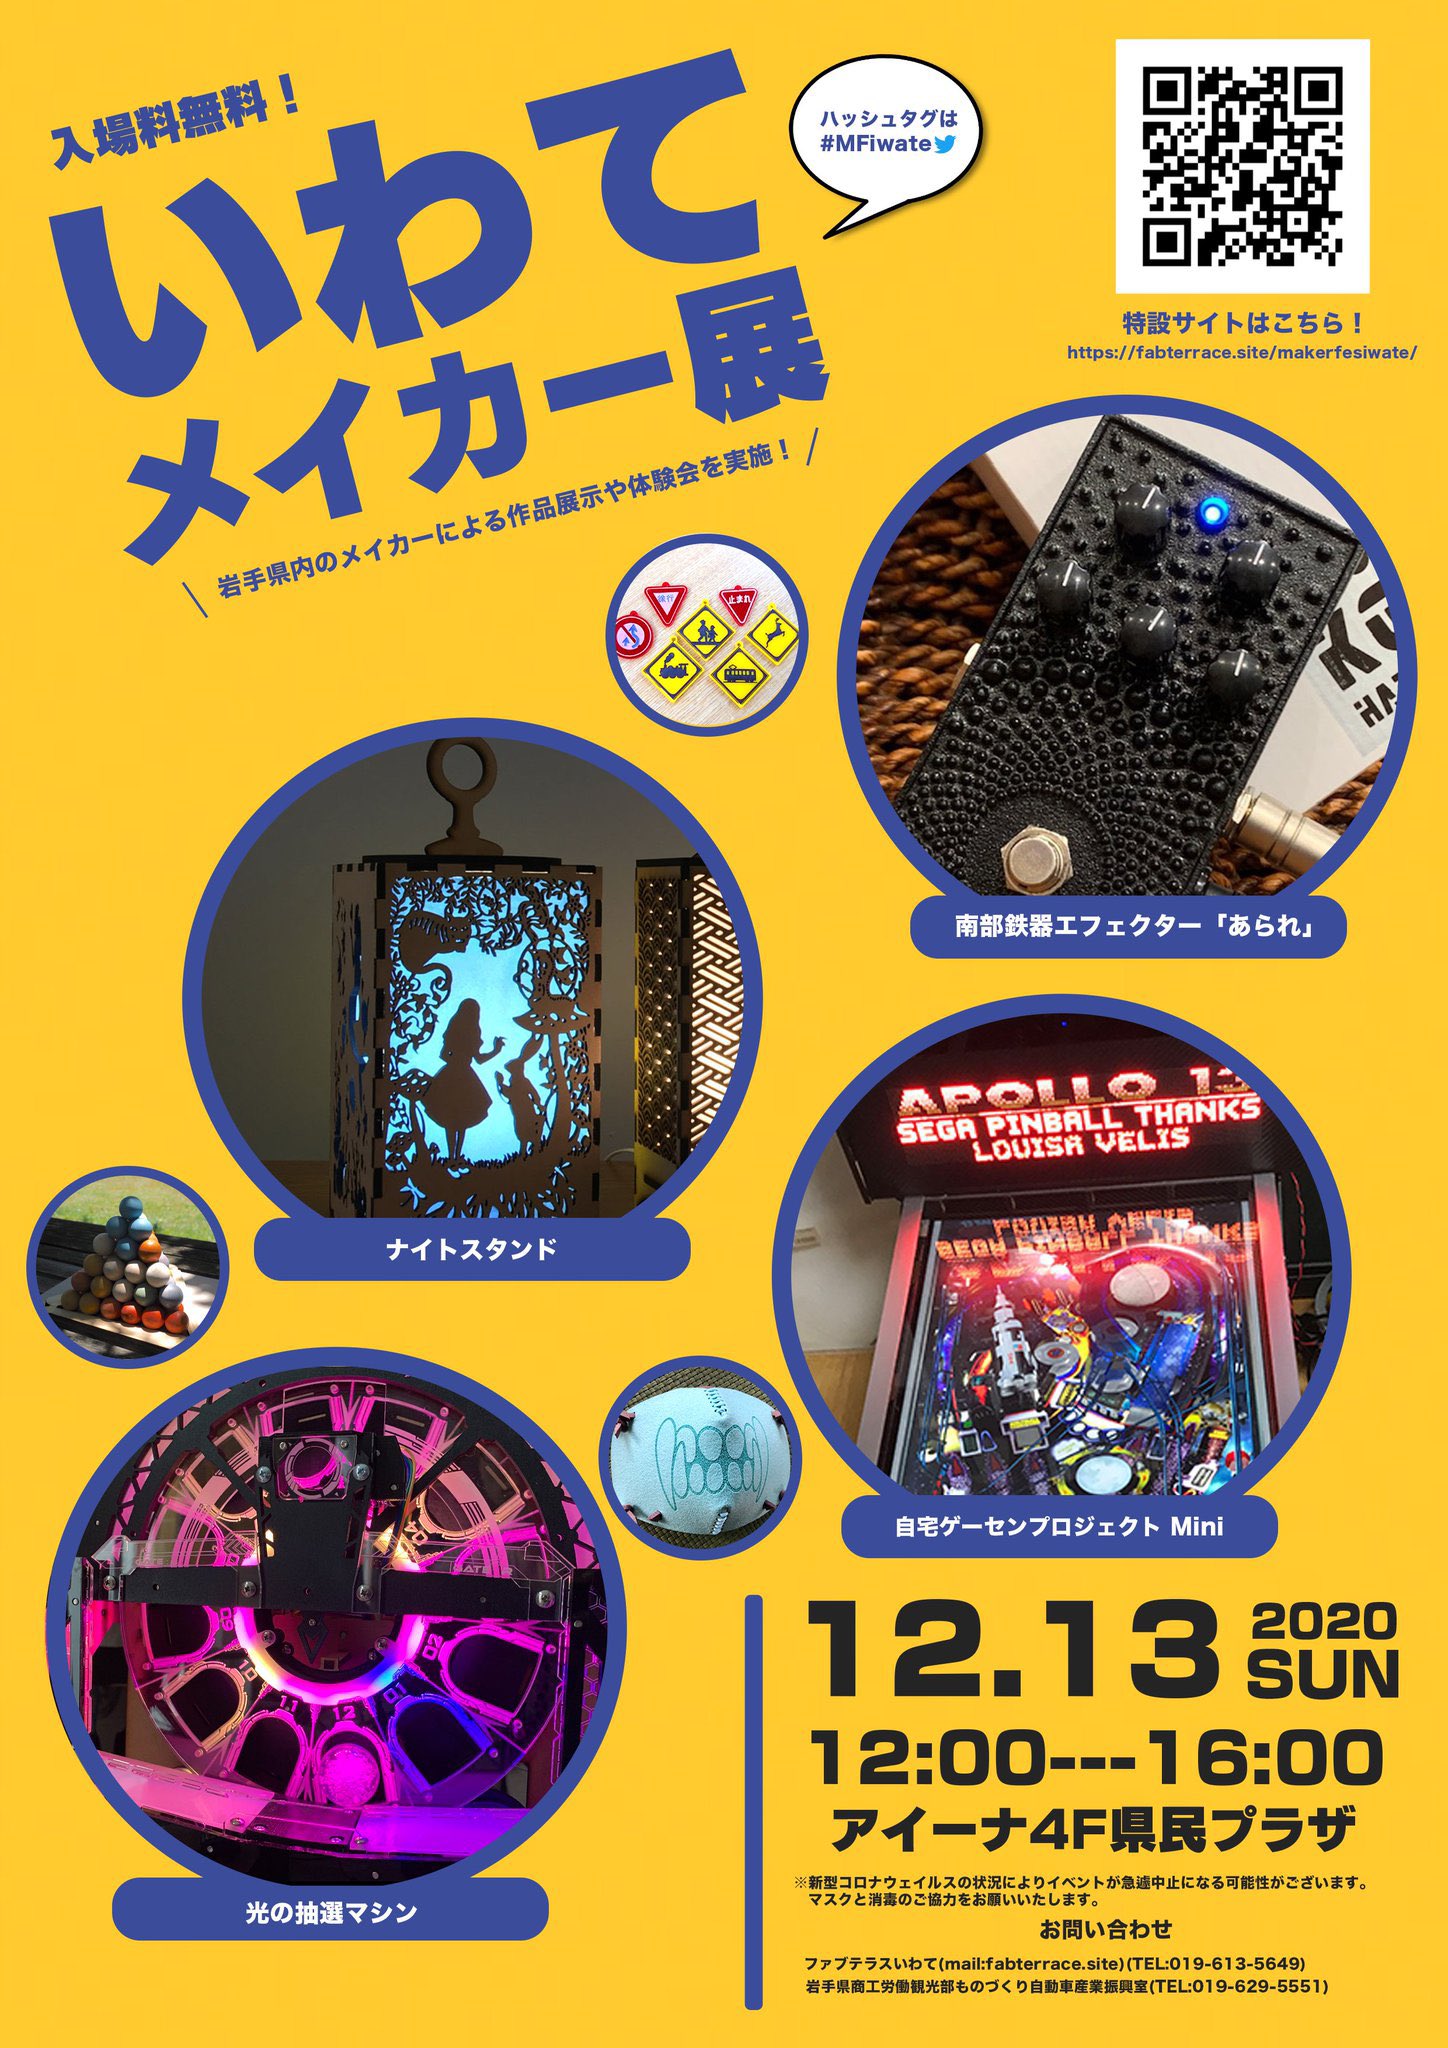 入場料無料！
いわて
メイカー展
岩手県内のメイカーによる作品展示や体験会を実施！
ハッシュタグは
#MFiwate
特設サイトはこちら！
https://fabterrace.site/makerfesiwate/
徐行
止まれ
南部鉄器エフェクター「あられ」
ナイトスタンド
APOLLO 13
SEGA PINBALL THANKS
LOUISA VELIS
自宅ゲーセンプロジェクト Mini
09
10
11
12
01
02
光の抽選マシン
12.13 2020 SUN
12:00---16:00
アイーナ4F県民プラザ
※新型コロナウェイルスの状況によりイベントが急遽中止になる可能性がございます。
マスクと消毒のご協力をお願いいたします。
お問い合わせ
ファブテラスいわて(mail:fabterrace.site)(TEL:019-613-5649)
岩手県商工労働観光部ものづくり自動車産業振興室(TEL:019-629-5551)